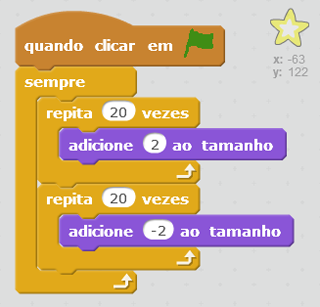 quando clicar em
x: -63
y: 122
sempre
repita 20 vezes
adicione 2 ao tamanho
repita 20 vezes
adicione -2 ao tamanho